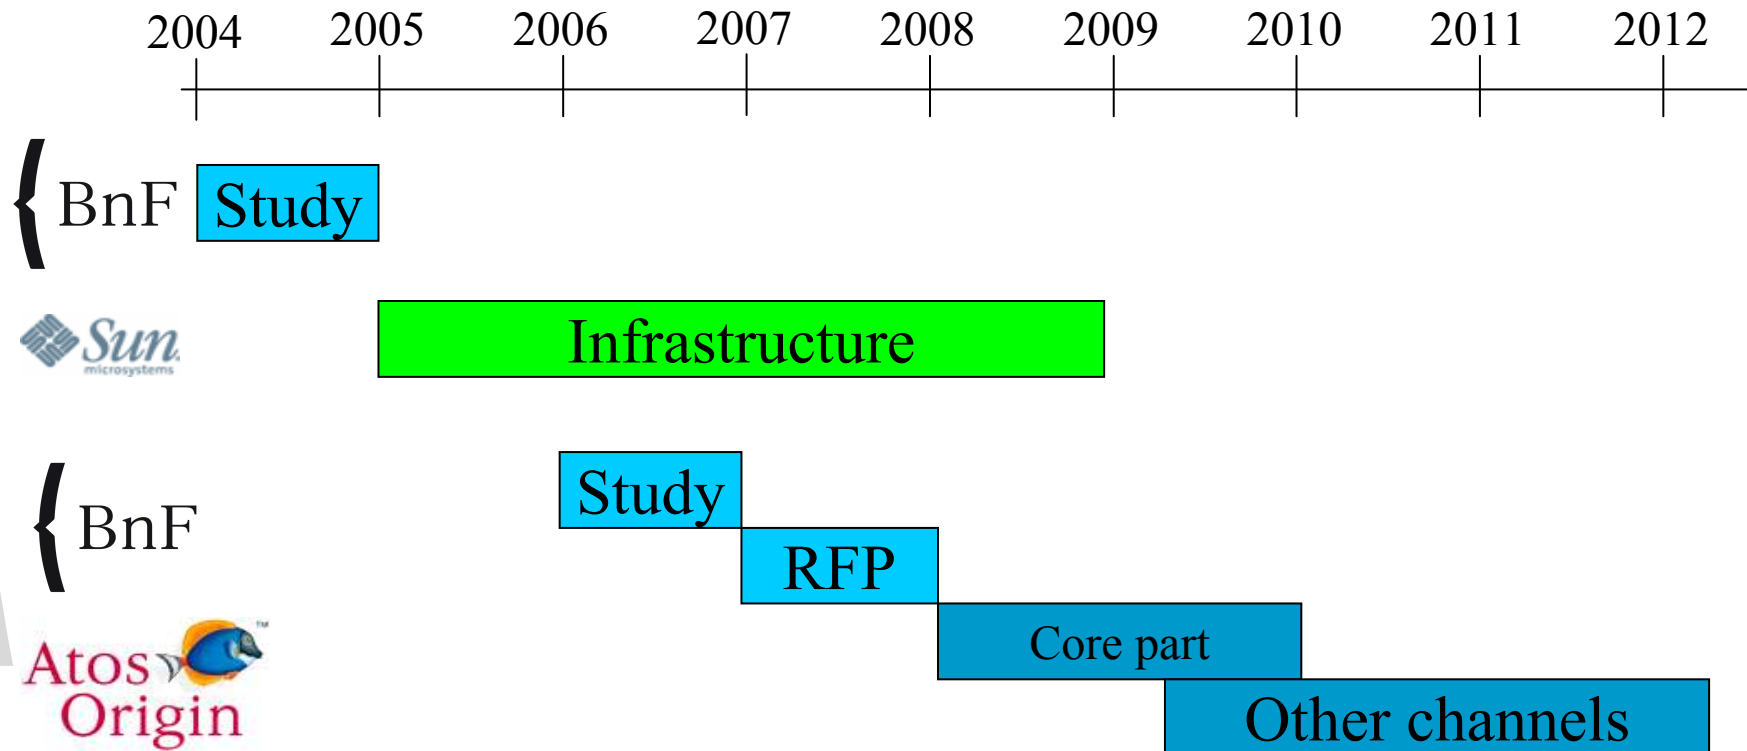 2004 2005 2006 2007 2008 2009 2010 2011 2012
BnF Study
Sun
microsystems
Infrastructure
Study
BnF
RFP
Core part
Atos
Origin
TM
Other channels